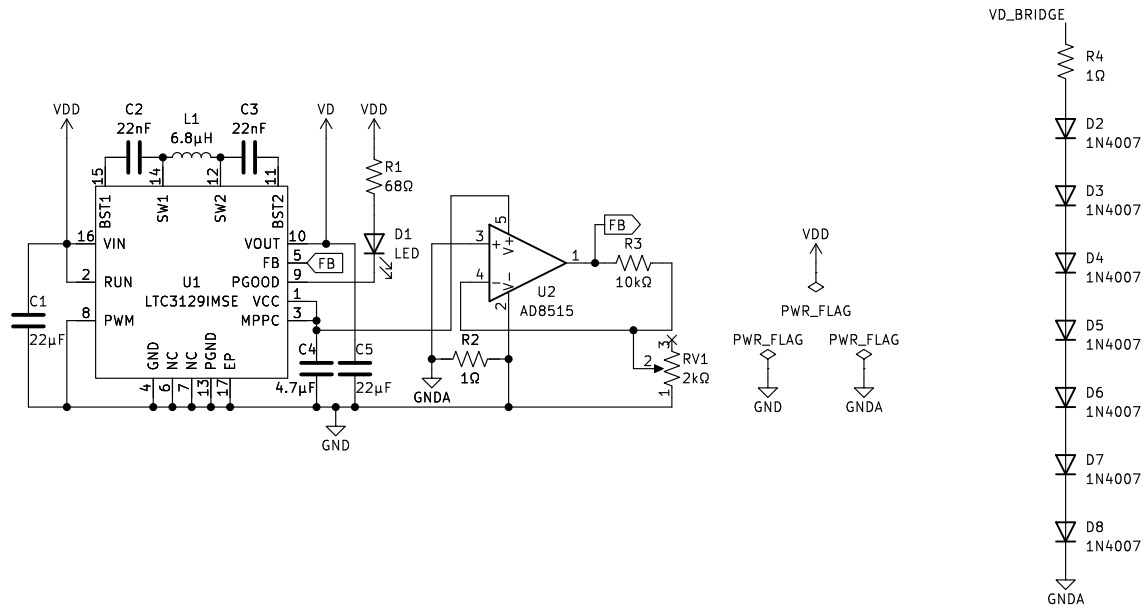 VD_BRIDGE
R4
1Ω
D2
1N4007
D3
1N4007
D4
1N4007
D5
1N4007
D6
1N4007
D7
1N4007
D8
1N4007
GNDA
VDD
C2
22nF
L1
6.8µH
C3
22nF
VD
VDD
R1
68Ω
D1
LED
15
14
12
11
BST1
SW1
SW2
BST2
16
VIN
VOUT
10
FB
5
FB
2
RUN
PGOOD
9
U1
LTC3129IMSE
VCC
1
8
PWM
MPPC
3
C1
22µF
GND
NC
NC
PGND
EP
4
6
7
13
17
C4
4.7µF
C5
22µF
GND
GNDA
R2
1Ω
3
+
V+
5
4
-
V-
2
1
U2
AD8515
FB
R3
10kΩ
3
2
RV1
2kΩ
1
VDD
PWR_FLAG
PWR_FLAG
GND
PWR_FLAG
GNDA